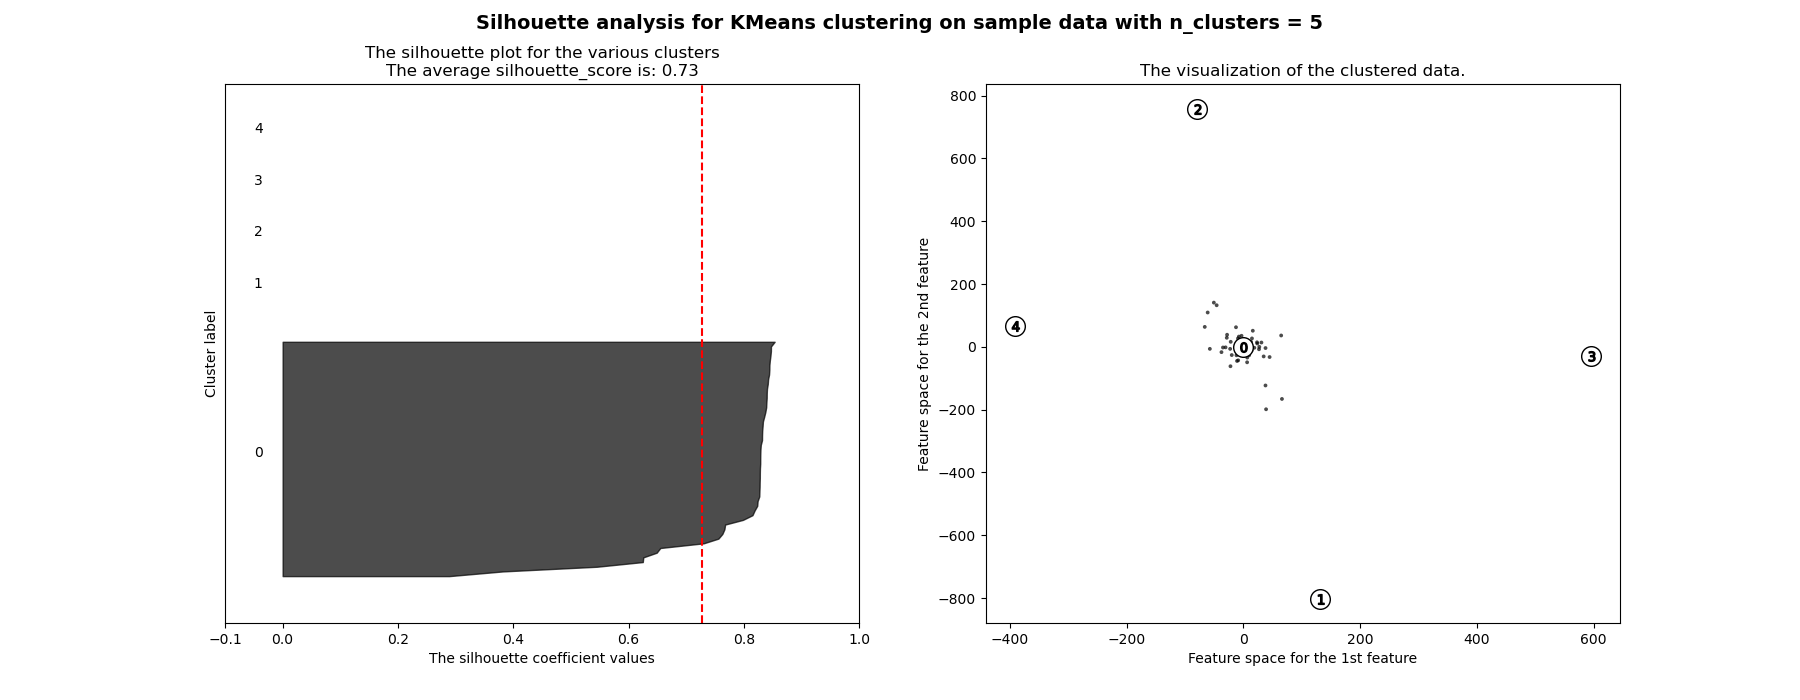 Silhouette analysis for KMeans clustering on sample data with n_clusters = 5
The silhouette plot for the various clusters
The average silhouette_score is: 0.73
Cluster label
4
3
2
1
0
−0.1 0.0 0.2 0.4 0.6 0.8 1.0
The silhouette coefficient values
The visualization of the clustered data.
Feature space for the 2nd feature
800
600
400
200
0
−200
−400
−600
−800
2
4
0
3
1
−400 −200 0 200 400 600
Feature space for the 1st feature